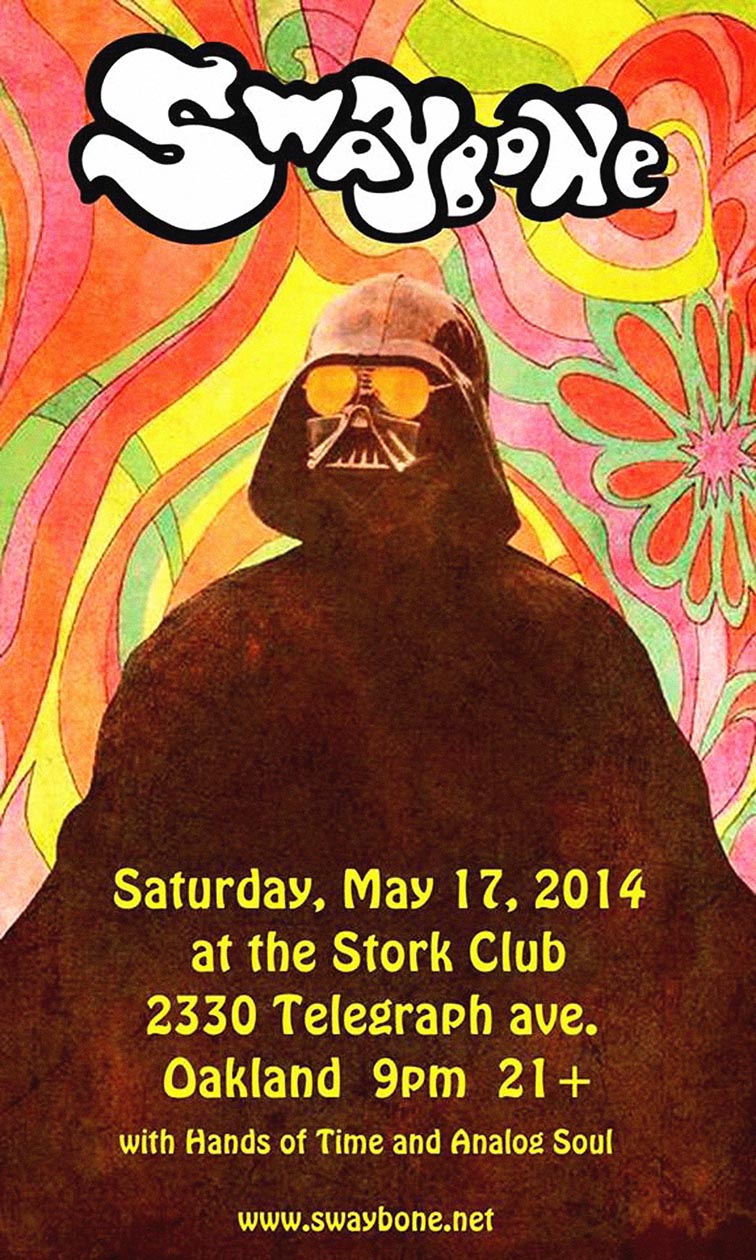 SwayBoNe
Saturday, May 17, 2014
at the Stork Club
2330 Telegraph ave.
Oakland 9pm 21+
with Hands of Time and Analog Soul
www.swaybone.net